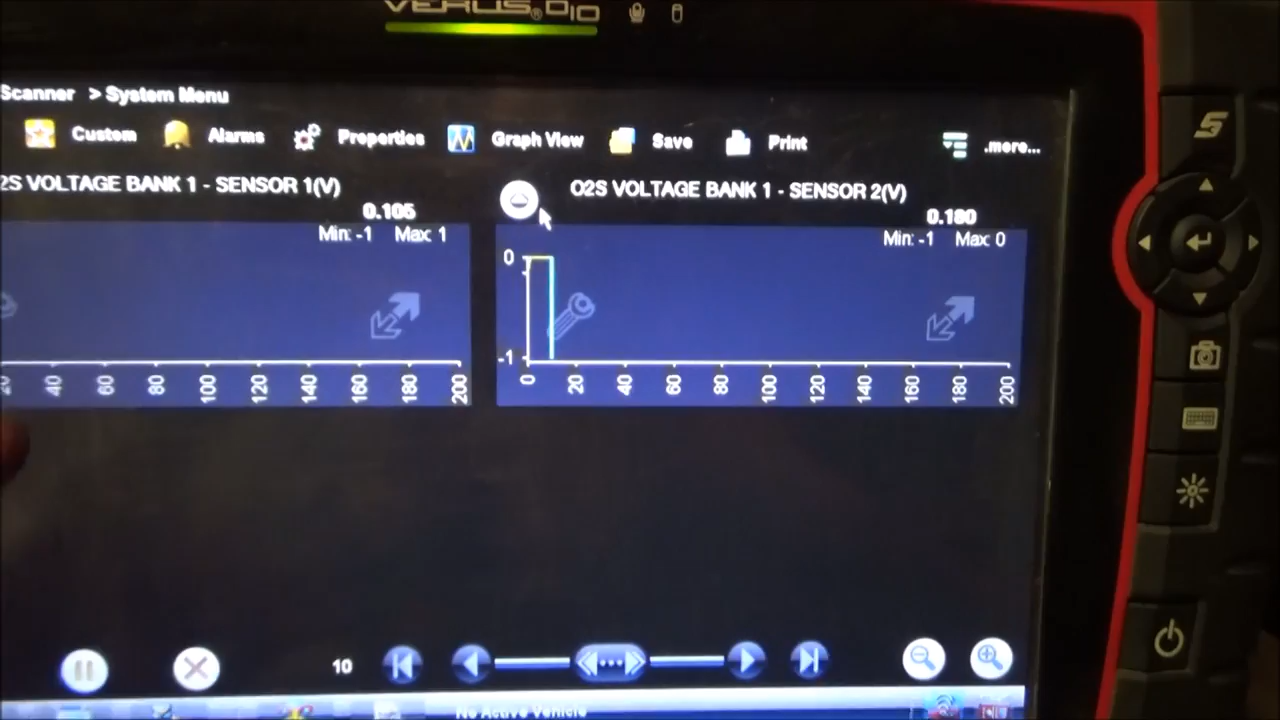 VERUS® D10
Scanner > System Menu
Custom Alarms Properties Graph View Save Print .more...
2S VOLTAGE BANK 1 - SENSOR 1(V)
0.105
Min: -1 Max: 1
20 40 60 80 100 120 140 160 180 200
O2S VOLTAGE BANK 1 - SENSOR 2(V)
0.180
Min: -1 Max: 0
0
-1
0 20 40 60 80 100 120 140 160 180 200
10
No Active Vehicle